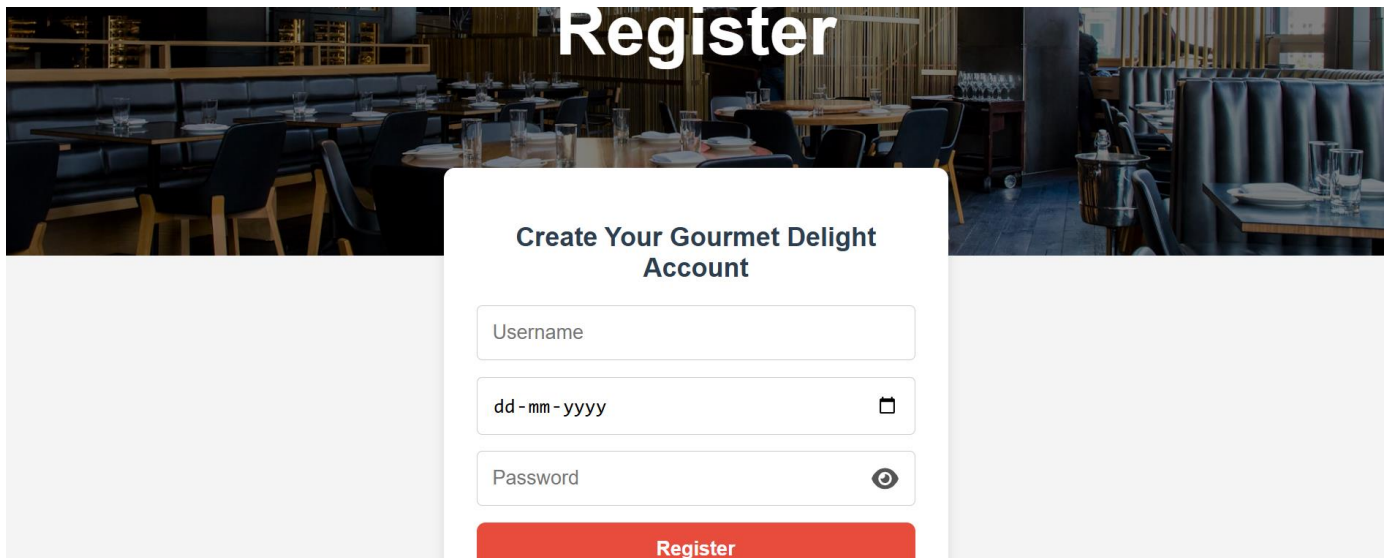 Register
Create Your Gourmet Delight
Account
Username
dd-mm-yyyy
Password
Register